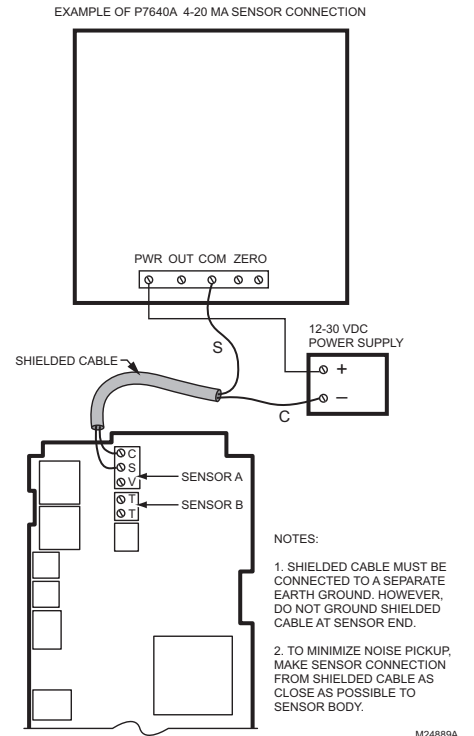 EXAMPLE OF P7640A 4-20 MA SENSOR CONNECTION
PWR OUT COM ZERO
S
12-30 VDC
POWER SUPPLY
+
–
C
SHIELDED CABLE
C
S
V
SENSOR A
T
T
SENSOR B
NOTES:
1. SHIELDED CABLE MUST BE
CONNECTED TO A SEPARATE
EARTH GROUND. HOWEVER,
DO NOT GROUND SHIELDED
CABLE AT SENSOR END.
2. TO MINIMIZE NOISE PICKUP,
MAKE SENSOR CONNECTION
FROM SHIELDED CABLE AS
CLOSE AS POSSIBLE TO
SENSOR BODY.
M24889A